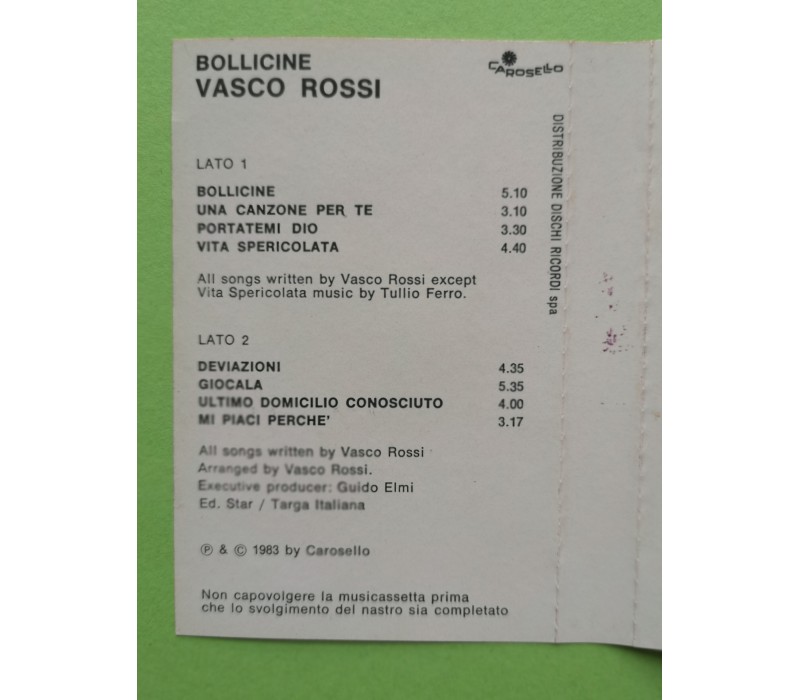 BOLLICINE
VASCO ROSSI
CAROSELLO
LATO 1
BOLLICINE 5.10
UNA CANZONE PER TE 3.10
PORTATEMI DIO 3.30
VITA SPERICOLATA 4.40
All songs written by Vasco Rossi except
Vita Spericolata music by Tullio Ferro.
LATO 2
DEVIAZIONI 4.35
GIOCALA 5.35
ULTIMO DOMICILIO CONOSCIUTO 4.00
MI PIACI PERCHE' 3.17
All songs written by Vasco Rossi
Arranged by Vasco Rossi.
Executive producer: Guido Elmi
Ed. Star / Targa Italiana
℗ & © 1983 by Carosello
Non capovolgere la musicassetta prima
che lo svolgimento del nastro sia completato
DISTRIBUZIONE DISCHI RICORDI spa